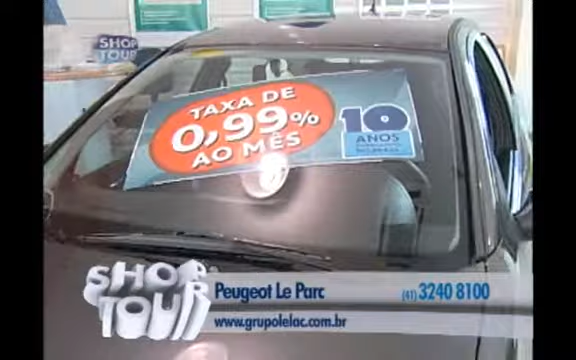 SHOP
TOUR
TAXA DE
0,99%
AO MÊS
10
ANOS
SHOP
TOUR
Peugeot Le Parc
(41) 3240 8100
www.grupolelac.com.br